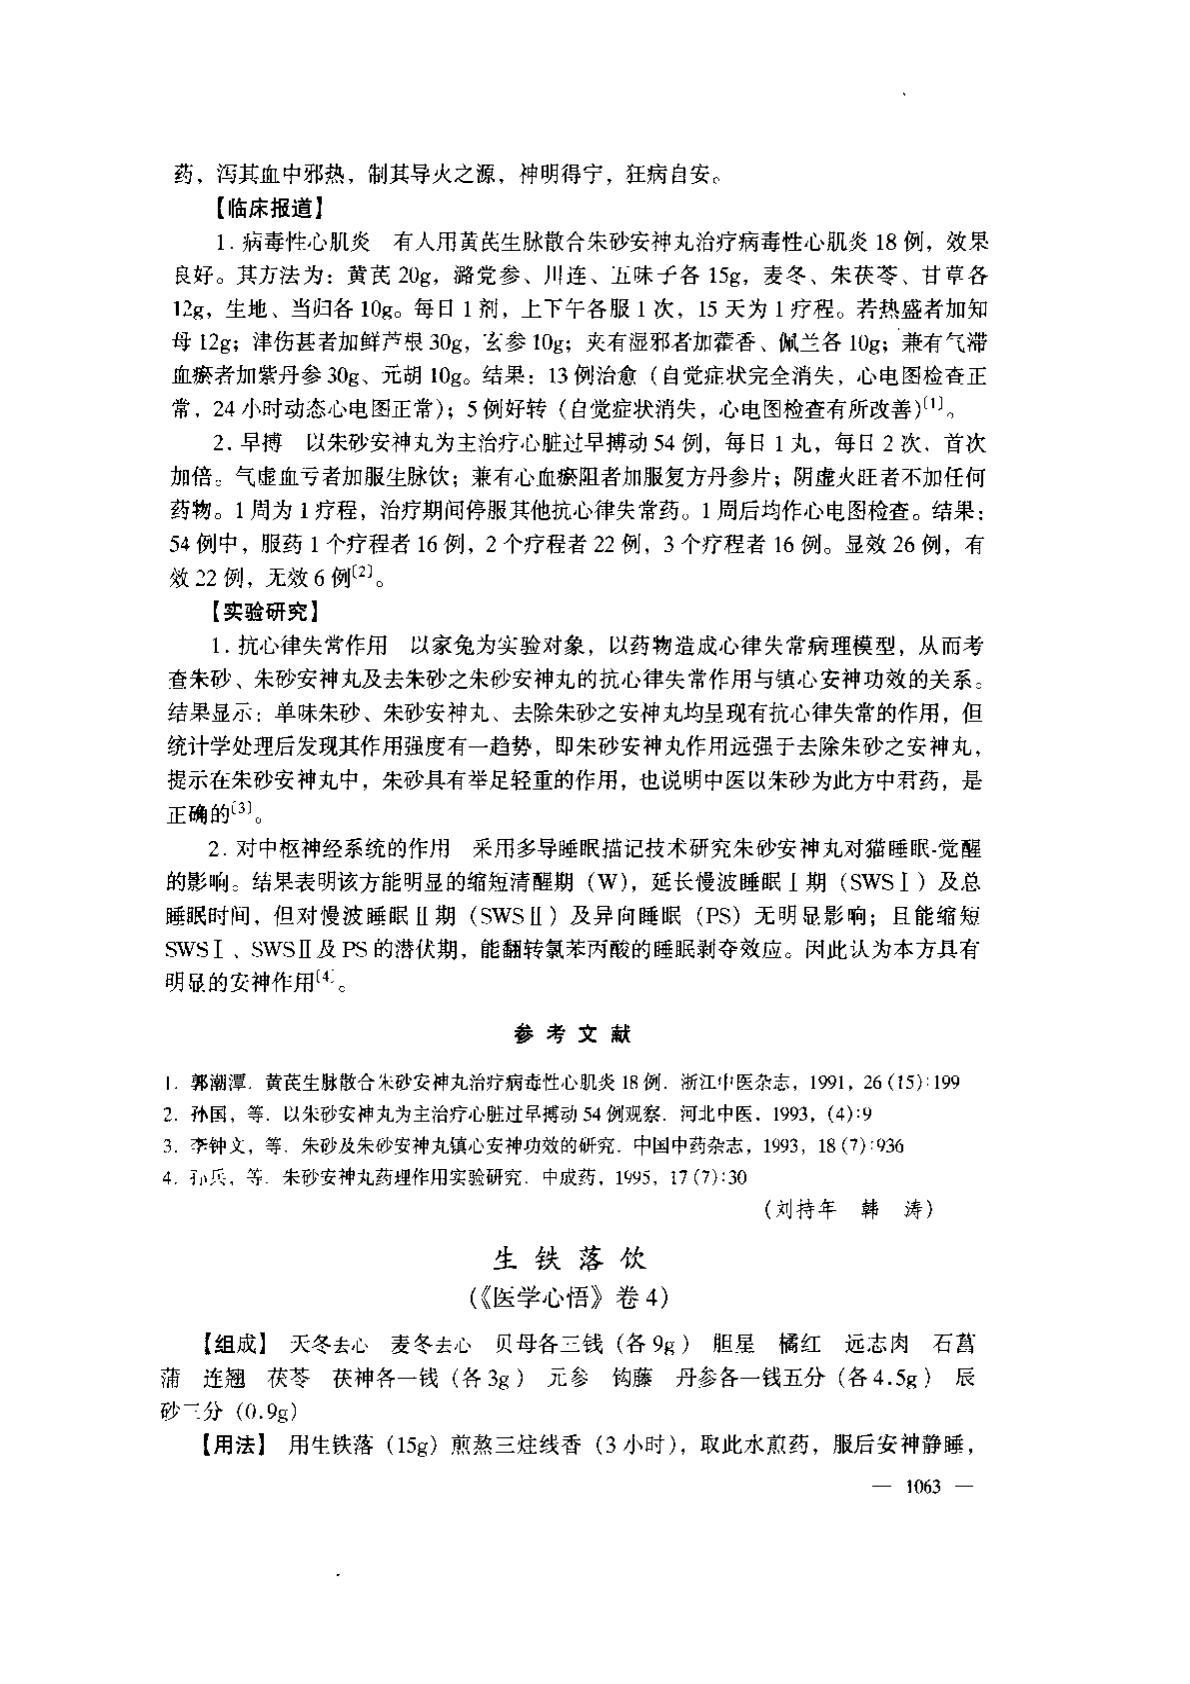 药，泻其血中邪热，制其导火之源，神明得宁，狂病自安。
【临床报道】
1. 病毒性心肌炎　有人用黄芪生脉散合朱砂安神丸治疗病毒性心肌炎 18 例，效果
良好。其方法为：黄芪 20g，潞党参、川连、五味子各 15g，麦冬、朱茯苓、甘草各
12g，生地、当归各 10g。每日 1 剂，上下午各服 1 次，15 天为 1 疗程。若热盛者加知
母 12g；津伤甚者加鲜芦根 30g，玄参 10g；夹有湿邪者加藿香、佩兰各 10g；兼有气滞
血瘀者加紫丹参 30g、元胡 10g。结果：13 例治愈（自觉症状完全消失，心电图检查正
常，24 小时动态心电图正常）；5 例好转（自觉症状消失，心电图检查有所改善）〔1〕。
2. 早搏　以朱砂安神丸为主治疗心脏过早搏动 54 例，每日 1 丸，每日 2 次、首次
加倍。气虚血亏者加服生脉饮；兼有心血瘀阻者加服复方丹参片；阴虚火旺者不加任何
药物。1 周为 1 疗程，治疗期间停服其他抗心律失常药。1 周后均作心电图检查。结果：
54 例中，服药 1 个疗程者 16 例，2 个疗程者 22 例，3 个疗程者 16 例。显效 26 例，有
效 22 例，无效 6 例〔2〕。
【实验研究】
1. 抗心律失常作用　以家兔为实验对象，以药物造成心律失常病理模型，从而考
查朱砂、朱砂安神丸及去朱砂之朱砂安神丸的抗心律失常作用与镇心安神功效的关系。
结果显示：单味朱砂、朱砂安神丸、去除朱砂之安神丸均呈现有抗心律失常的作用，但
统计学处理后发现其作用强度有一趋势，即朱砂安神丸作用远强于去除朱砂之安神丸，
提示在朱砂安神丸中，朱砂具有举足轻重的作用，也说明中医以朱砂为此方中君药，是
正确的〔3〕。
2. 对中枢神经系统的作用　采用多导睡眠描记技术研究朱砂安神丸对猫睡眠-觉醒
的影响。结果表明该方能明显的缩短清醒期（W），延长慢波睡眠Ⅰ期（SWSⅠ）及总
睡眠时间，但对慢波睡眠Ⅱ期（SWSⅡ）及异向睡眠（PS）无明显影响；且能缩短
SWSⅠ、SWSⅡ及 PS 的潜伏期，能翻转氯苯丙酸的睡眠剥夺效应。因此认为本方具有
明显的安神作用〔4〕。
参 考 文 献
1. 郭潮潭. 黄芪生脉散合朱砂安神丸治疗病毒性心肌炎 18 例. 浙江中医杂志，1991，26 (15):199
2. 孙国，等. 以朱砂安神丸为主治疗心脏过早搏动 54 例观察. 河北中医. 1993，(4):9
3. 李钟文，等. 朱砂及朱砂安神丸镇心安神功效的研究. 中国中药杂志，1993，18 (7):936
4. 孙兵，等. 朱砂安神丸药理作用实验研究. 中成药，1995，17 (7):30
（刘持年　韩　涛）
生 铁 落 饮
（《医学心悟》卷 4）
【组成】　天冬去心　麦冬去心　贝母各三钱（各 9g）　胆星　橘红　远志肉　石菖
蒲　连翘　茯苓　茯神各一钱（各 3g）　元参　钩藤　丹参各一钱五分（各 4.5g）　辰
砂三分（0.9g）
【用法】　用生铁落（15g）煎熬三炷线香（3 小时），取此水煎药，服后安神静睡，
— 1063 —